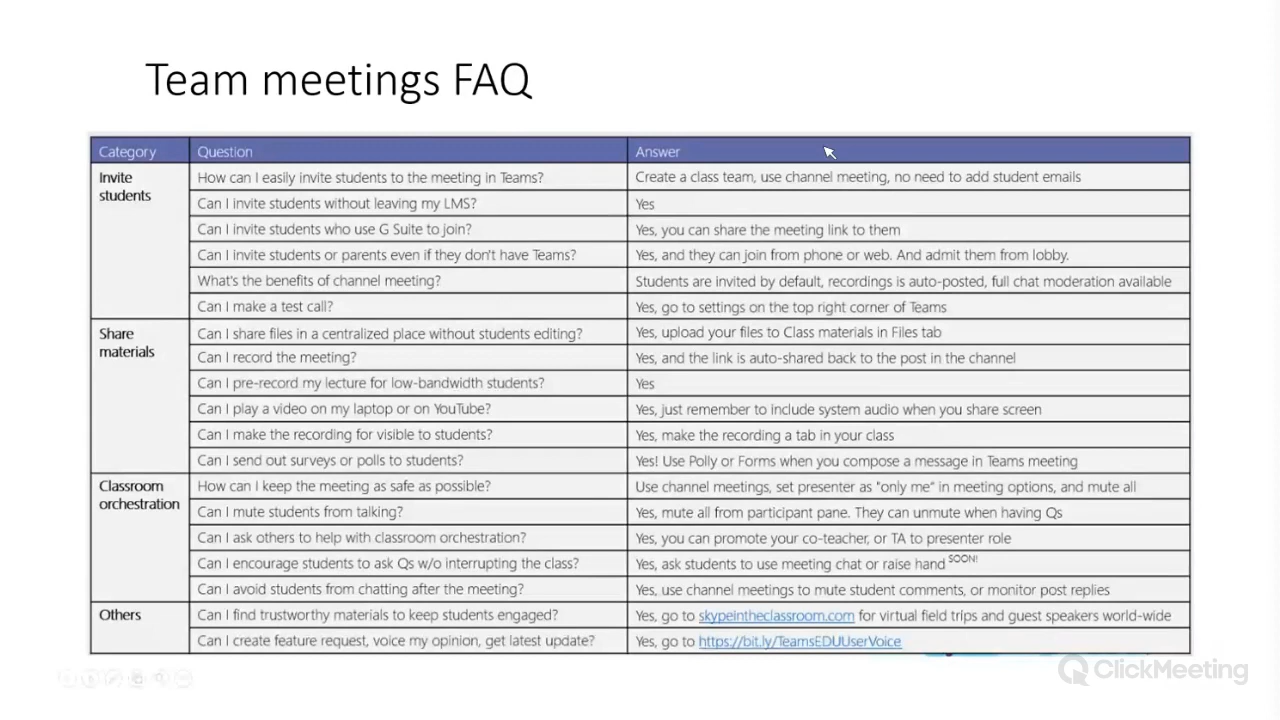 Team meetings FAQ
Category Question Answer
Invite students
How can I easily invite students to the meeting in Teams? Create a class team, use channel meeting, no need to add student emails
Can I invite students without leaving my LMS? Yes
Can I invite students who use G Suite to join? Yes, you can share the meeting link to them
Can I invite students or parents even if they don't have Teams? Yes, and they can join from phone or web. And admit them from lobby.
What's the benefits of channel meeting? Students are invited by default, recordings is auto-posted, full chat moderation available
Can I make a test call? Yes, go to settings on the top right corner of Teams
Share materials
Can I share files in a centralized place without students editing? Yes, upload your files to Class materials in Files tab
Can I record the meeting? Yes, and the link is auto-shared back to the post in the channel
Can I pre-record my lecture for low-bandwidth students? Yes
Can I play a video on my laptop or on YouTube? Yes, just remember to include system audio when you share screen
Can I make the recording for visible to students? Yes, make the recording a tab in your class
Can I send out surveys or polls to students? Yes! Use Polly or Forms when you compose a message in Teams meeting
Classroom orchestration
How can I keep the meeting as safe as possible? Use channel meetings, set presenter as "only me" in meeting options, and mute all
Can I mute students from talking? Yes, mute all from participant pane. They can unmute when having Qs
Can I ask others to help with classroom orchestration? Yes, you can promote your co-teacher, or TA to presenter role
Can I encourage students to ask Qs w/o interrupting the class? Yes, ask students to use meeting chat or raise hand SOON!
Can I avoid students from chatting after the meeting? Yes, use channel meetings to mute student comments, or monitor post replies
Others
Can I find trustworthy materials to keep students engaged? Yes, go to skypeintheclassroom.com for virtual field trips and guest speakers world-wide
Can I create feature request, voice my opinion, get latest update? Yes, go to https://bit.ly/TeamsEDUUserVoice
ClickMeeting